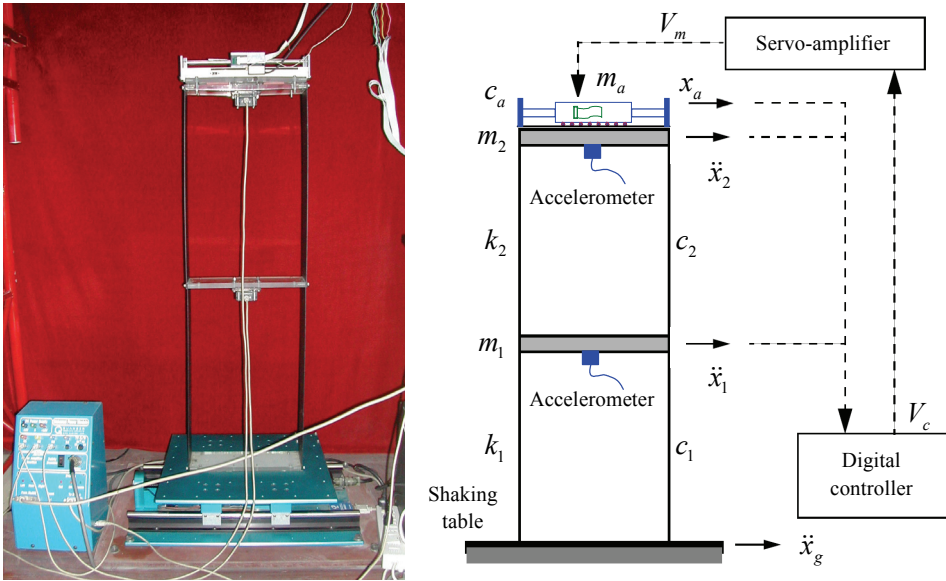 V_m
Servo-amplifier
m_a
c_a
x_a
m_2
ẍ_2
Accelerometer
k_2
c_2
m_1
ẍ_1
Accelerometer
V_c
k_1
c_1
Digital
controller
Shaking
table
ẍ_g